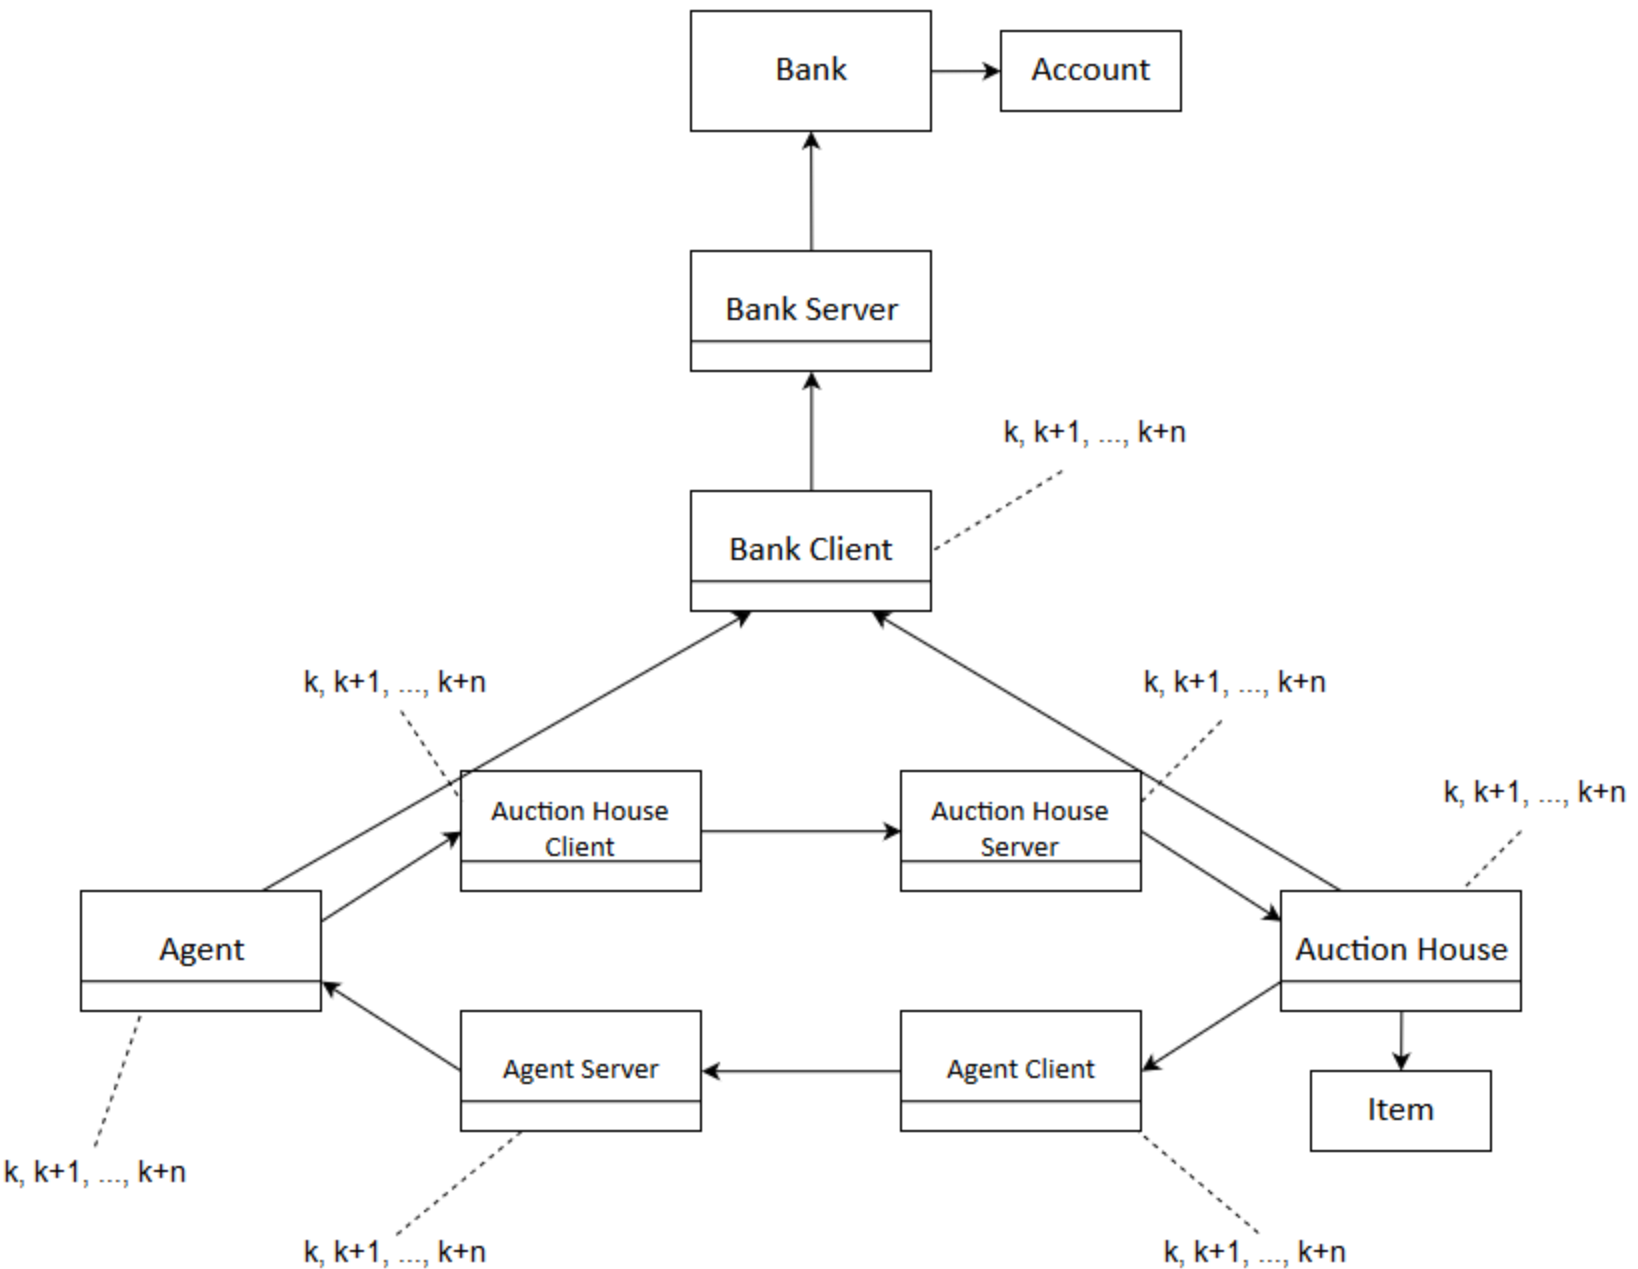 Bank
Account
Bank Server
k, k+1, ..., k+n
Bank Client
k, k+1, ..., k+n
k, k+1, ..., k+n
k, k+1, ..., k+n
Auction House
Client
Auction House
Server
Agent
Auction House
Agent Server
Agent Client
Item
k, k+1, ..., k+n
k, k+1, ..., k+n
k, k+1, ..., k+n